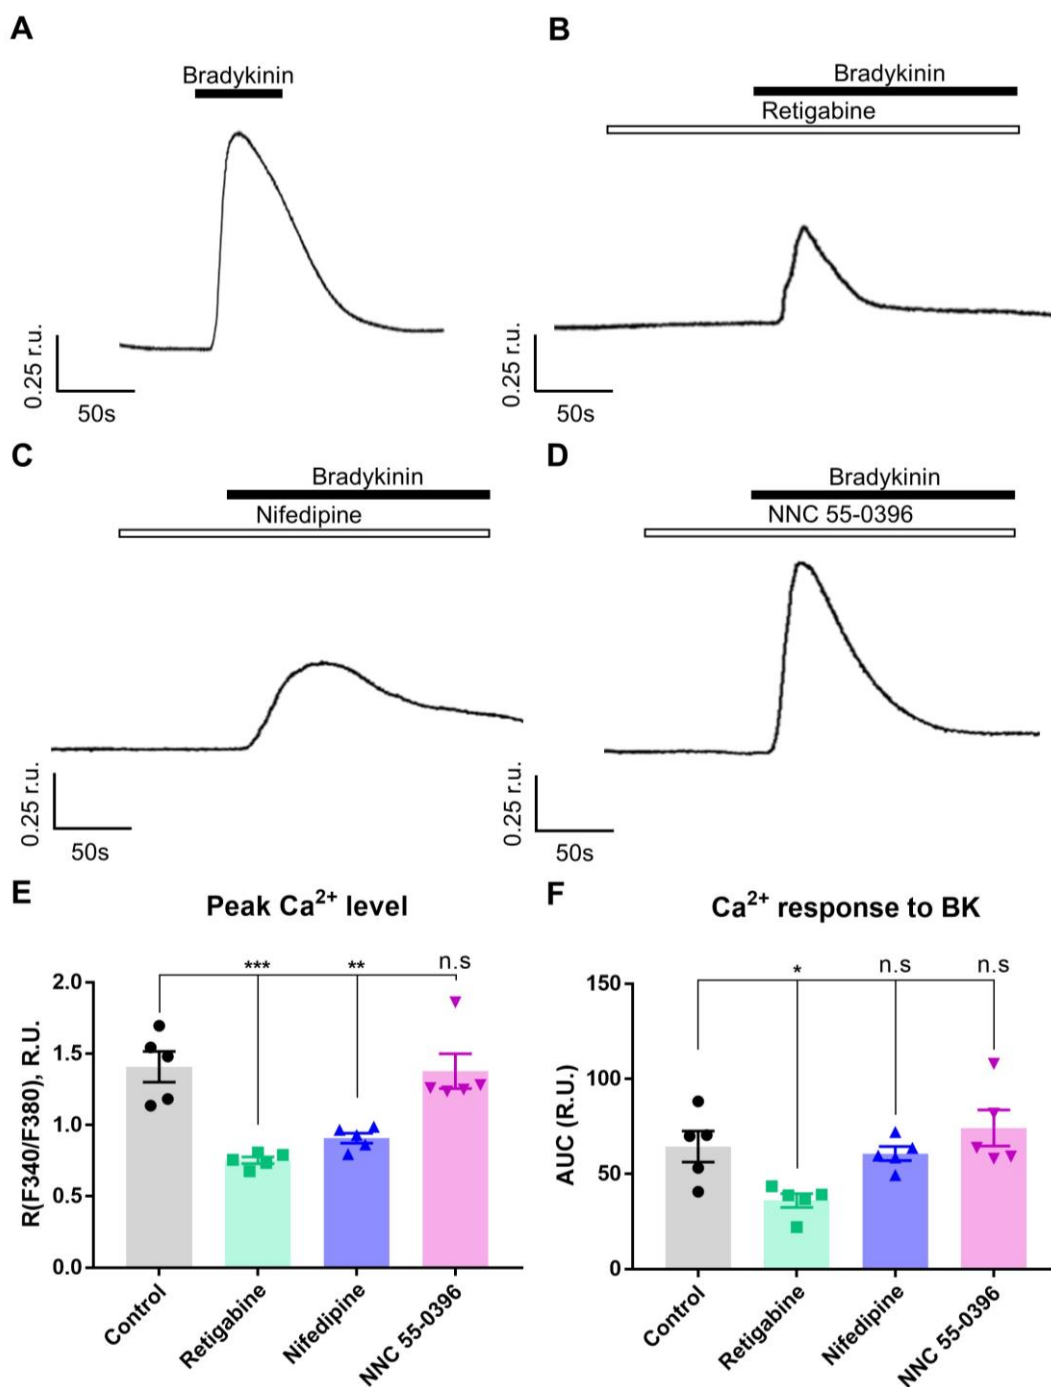 A
Bradykinin
0.25 r.u.
50s
B
Bradykinin
Retigabine
0.25 r.u.
50s
C
Bradykinin
Nifedipine
0.25 r.u.
50s
D
Bradykinin
NNC 55-0396
0.25 r.u.
50s
E
Peak Ca²⁺ level
R(F340/F380), R.U.
2.0
1.5
1.0
0.5
0.0
***
**
n.s
Control
Retigabine
Nifedipine
NNC 55-0396
F
Ca²⁺ response to BK
AUC (R.U.)
150
100
50
0
*
n.s
n.s
Control
Retigabine
Nifedipine
NNC 55-0396